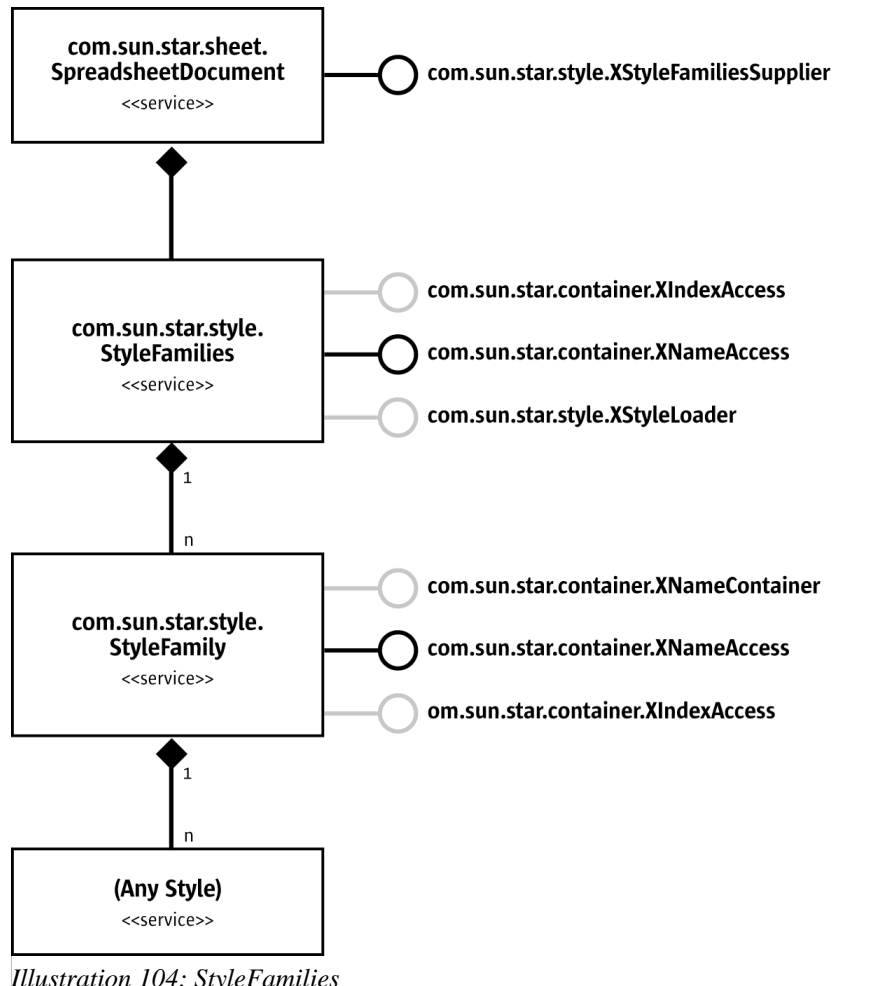 com.sun.star.sheet.
SpreadsheetDocument
<<service>>
com.sun.star.style.XStyleFamiliesSupplier
com.sun.star.style.
StyleFamilies
<<service>>
com.sun.star.container.XIndexAccess
com.sun.star.container.XNameAccess
com.sun.star.style.XStyleLoader
1
n
com.sun.star.style.
StyleFamily
<<service>>
com.sun.star.container.XNameContainer
com.sun.star.container.XNameAccess
om.sun.star.container.XIndexAccess
1
n
(Any Style)
<<service>>
Illustration 104: StyleFamilies